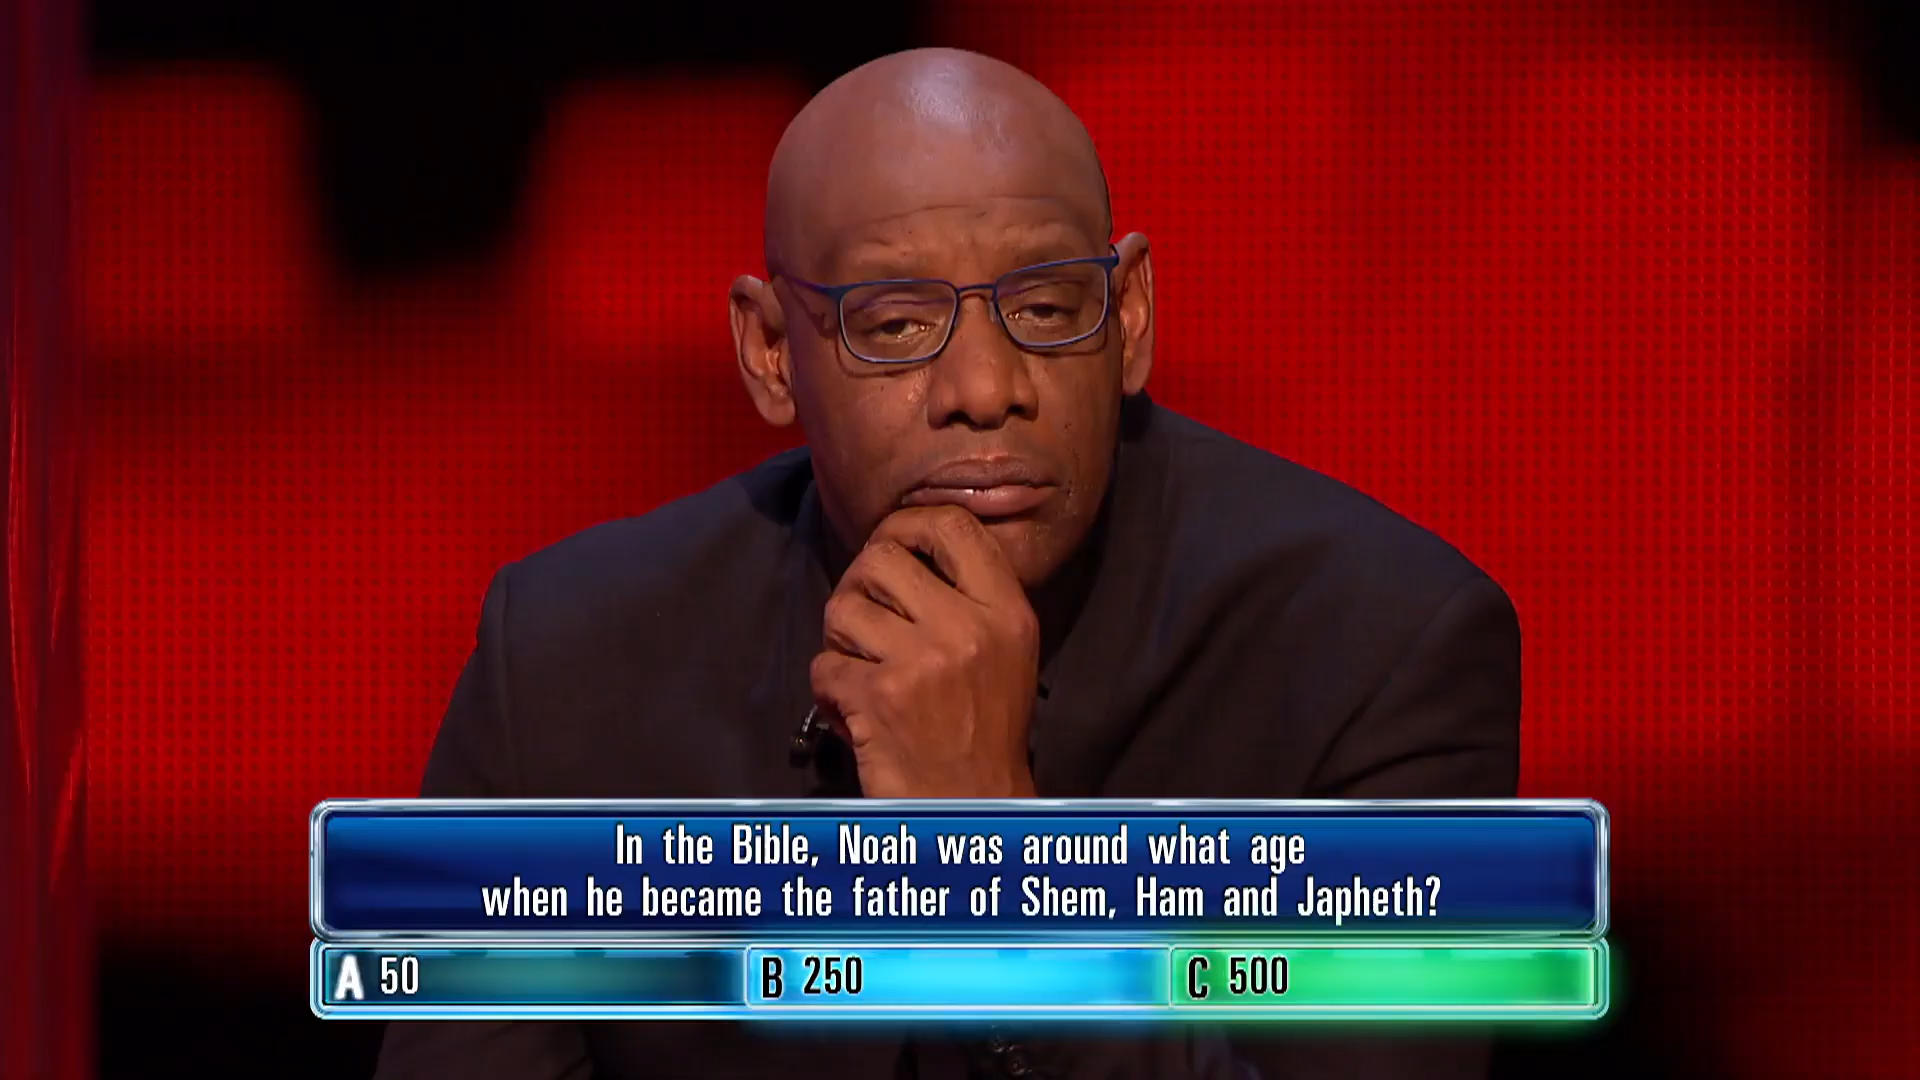 In the Bible, Noah was around what age
when he became the father of Shem, Ham and Japheth?
A 50
B 250
C 500